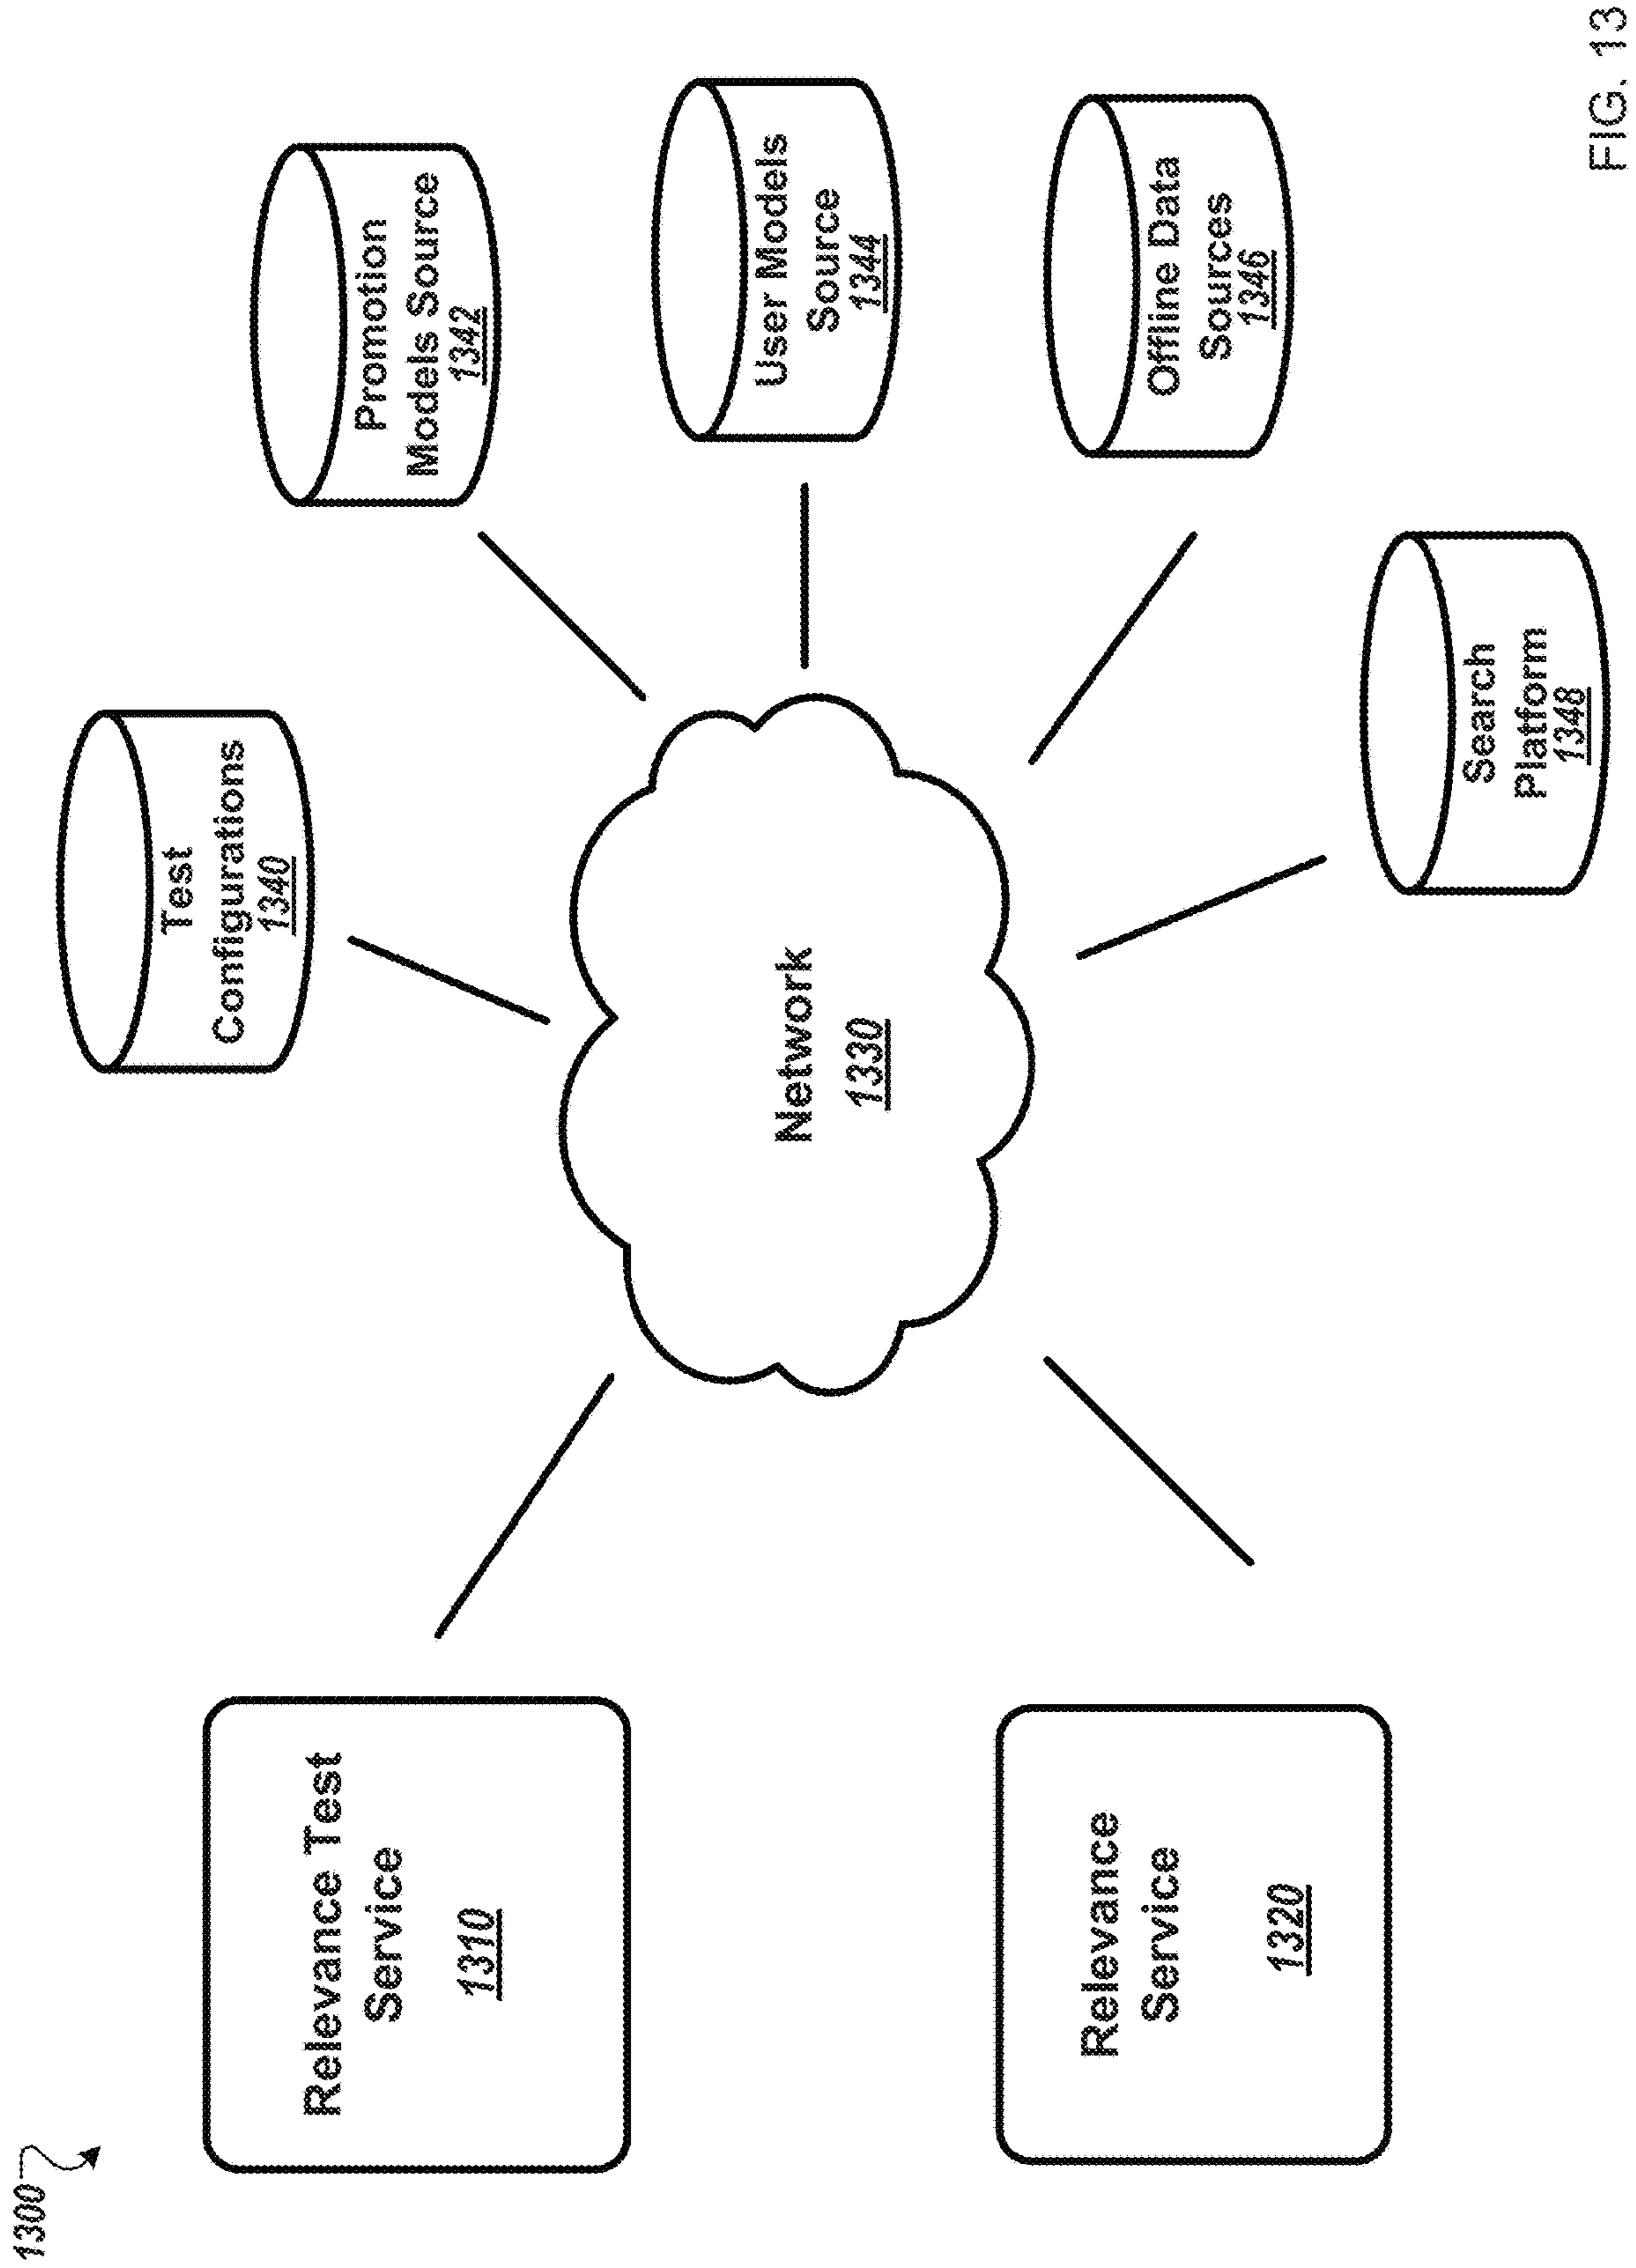 1300
Relevance Test
Service
1310
Relevance
Service
1320
Network
1330
Test
Configurations
1340
Promotion
Models Source
1342
User Models
Source
1344
Offline Data
Sources
1346
Search
Platform
1348
FIG. 13